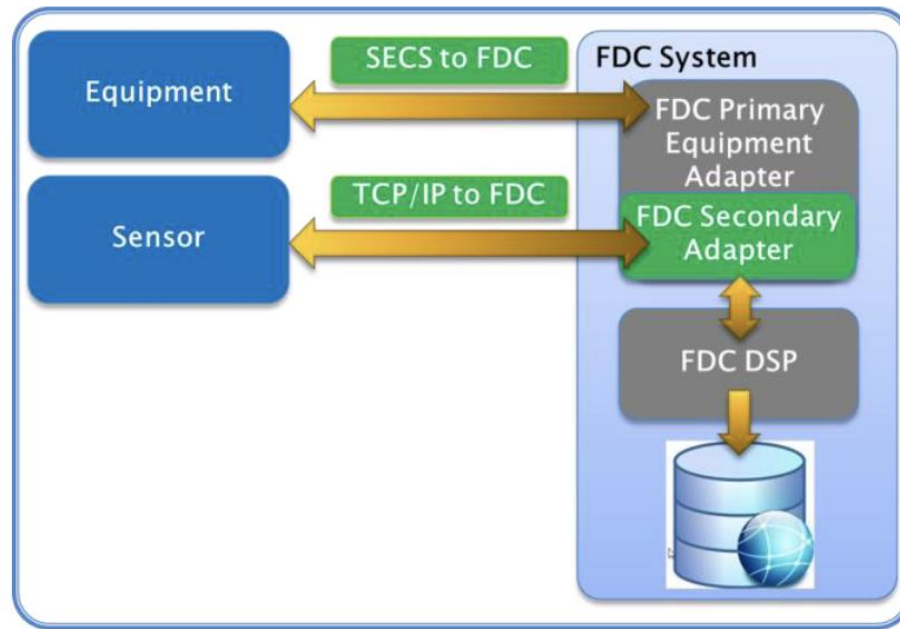 SECS to FDC
FDC System
Equipment
FDC Primary
Equipment
Adapter
TCP/IP to FDC
Sensor
FDC Secondary
Adapter
FDC DSP